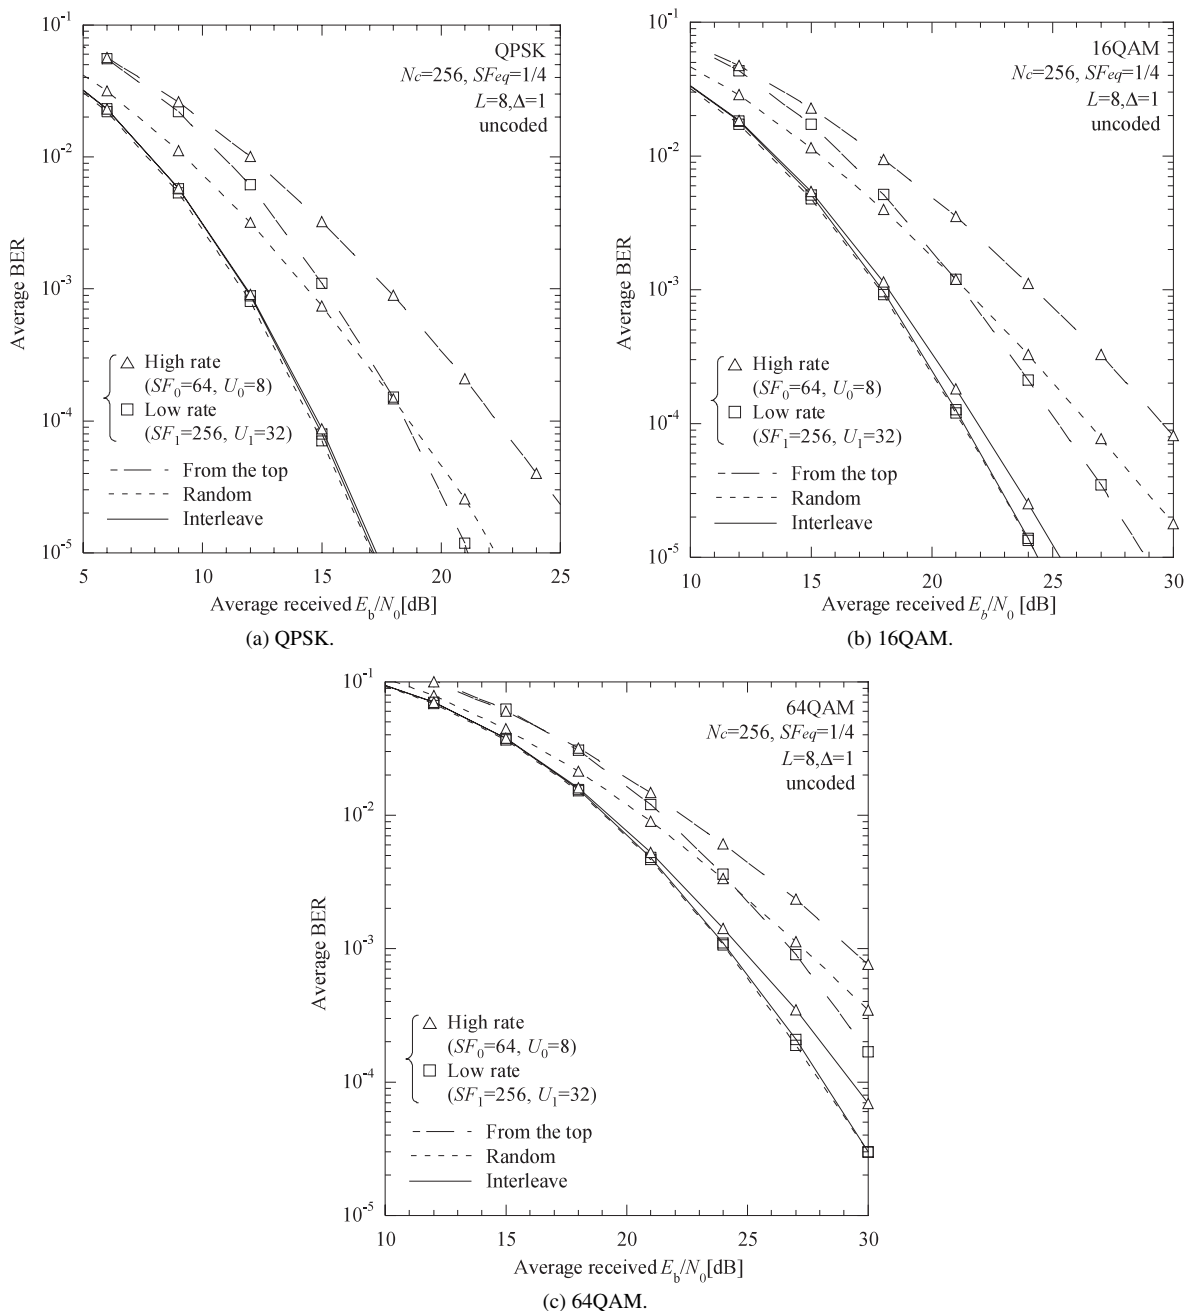 10⁻¹
10⁻²
10⁻³
10⁻⁴
10⁻⁵
Average BER
QPSK
Nc=256, SFeq=1/4
L=8,Δ=1
uncoded
High rate
(SF₀=64, U₀=8)
Low rate
(SF₁=256, U₁=32)
From the top
Random
Interleave
5 10 15 20 25
Average received E_b/N₀[dB]
(a) QPSK.
10⁻¹
10⁻²
10⁻³
10⁻⁴
10⁻⁵
Average BER
16QAM
Nc=256, SFeq=1/4
L=8,Δ=1
uncoded
High rate
(SF₀=64, U₀=8)
Low rate
(SF₁=256, U₁=32)
From the top
Random
Interleave
10 15 20 25 30
Average received E_b/N₀ [dB]
(b) 16QAM.
10⁻¹
10⁻²
10⁻³
10⁻⁴
10⁻⁵
Average BER
64QAM
Nc=256, SFeq=1/4
L=8,Δ=1
uncoded
High rate
(SF₀=64, U₀=8)
Low rate
(SF₁=256, U₁=32)
From the top
Random
Interleave
10 15 20 25 30
Average received E_b/N₀[dB]
(c) 64QAM.